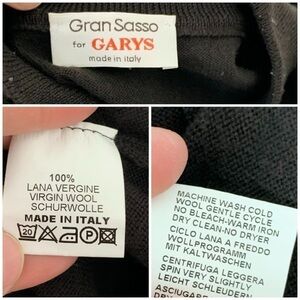 Gran Sasso
for GARYS
made in italy
100%
LANA VERGINE
VIRGIN WOOL
SCHURWOLLE
MADE IN ITALY
20
P
MACHINE WASH COLD
WOOL GENTLE CYCLE
NO BLEACH-WARM IRON
DRY CLEAN-NO DRYER
CICLO LANA A FREDDO
WOLLPROGRAMM
MIT KALTWASCHEN
CENTRIFUGA LEGGERA
SPIN VERY SLIGHTLY
LEICHT SCHLEUDERN